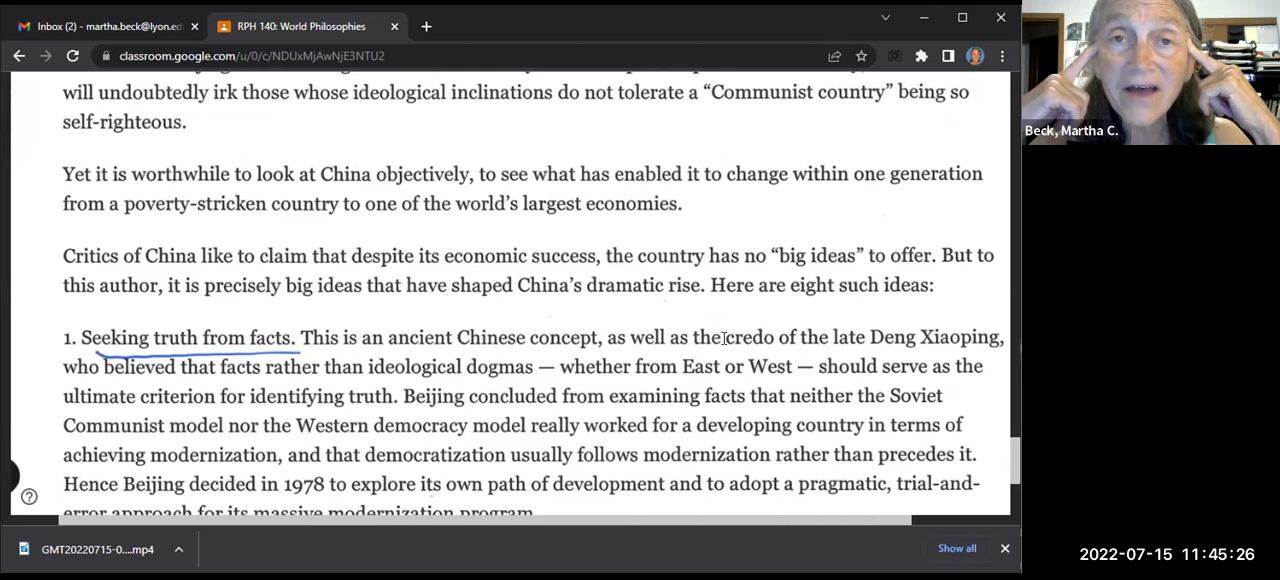 Inbox (2) - martha.beck@lyon.ed
RPH 140: World Philosophies
classroom.google.com/u/0/c/NDUxMjAwNjE3NTU2
will undoubtedly irk those whose ideological inclinations do not tolerate a “Communist country” being so
self-righteous.
Yet it is worthwhile to look at China objectively, to see what has enabled it to change within one generation
from a poverty-stricken country to one of the world’s largest economies.
Critics of China like to claim that despite its economic success, the country has no “big ideas” to offer. But to
this author, it is precisely big ideas that have shaped China’s dramatic rise. Here are eight such ideas:
1. Seeking truth from facts. This is an ancient Chinese concept, as well as the credo of the late Deng Xiaoping,
who believed that facts rather than ideological dogmas — whether from East or West — should serve as the
ultimate criterion for identifying truth. Beijing concluded from examining facts that neither the Soviet
Communist model nor the Western democracy model really worked for a developing country in terms of
achieving modernization, and that democratization usually follows modernization rather than precedes it.
Hence Beijing decided in 1978 to explore its own path of development and to adopt a pragmatic, trial-and-
error approach for its massive modernization program.
GMT20220715-0....mp4
Show all
Beck, Martha C.
2022-07-15 11:45:26